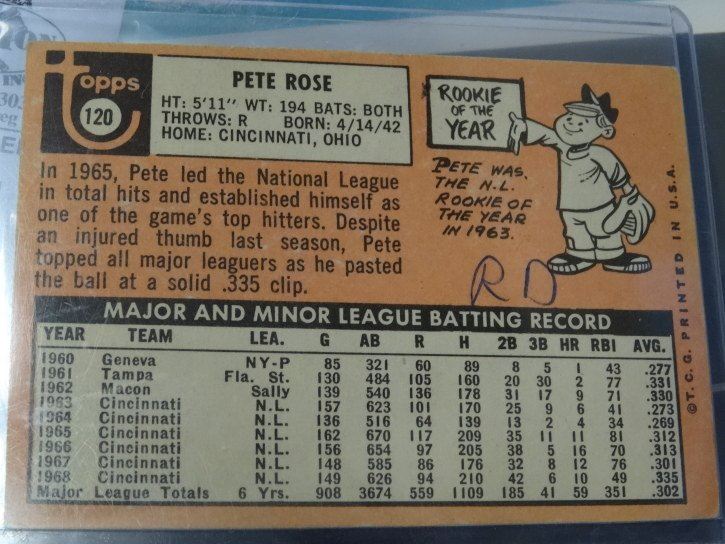 Topps
120
PETE ROSE
HT: 5'11" WT: 194 BATS: BOTH
THROWS: R BORN: 4/14/42
HOME: CINCINNATI, OHIO
In 1965, Pete led the National League
in total hits and established himself as
one of the game's top hitters. Despite
an injured thumb last season, Pete
topped all major leaguers as he pasted
the ball at a solid .335 clip.
ROOKIE
OF THE
YEAR
PETE WAS
THE N.L.
ROOKIE OF
THE YEAR
IN 1963.
RD
MAJOR AND MINOR LEAGUE BATTING RECORD
YEAR TEAM LEA. G AB R H 2B 3B HR RBI AVG.
1960 Geneva NY-P 85 321 60 89 8 5 1 43 .277
1961 Tampa Fla. St. 130 484 105 160 20 30 2 77 .331
1962 Macon Sally 139 540 136 178 31 17 9 71 .330
1963 Cincinnati N.L. 157 623 101 170 25 9 6 41 .273
1964 Cincinnati N.L. 136 516 64 139 13 2 4 34 .269
1965 Cincinnati N.L. 162 670 117 209 35 11 11 81 .312
1966 Cincinnati N.L. 156 654 97 205 38 5 16 70 .313
1967 Cincinnati N.L. 148 585 86 176 32 8 12 76 .301
1968 Cincinnati N.L. 149 626 94 210 42 6 10 49 .335
Major League Totals 6 Yrs. 908 3674 559 1109 185 41 59 351 .302
©T.C.G. PRINTED IN U.S.A.